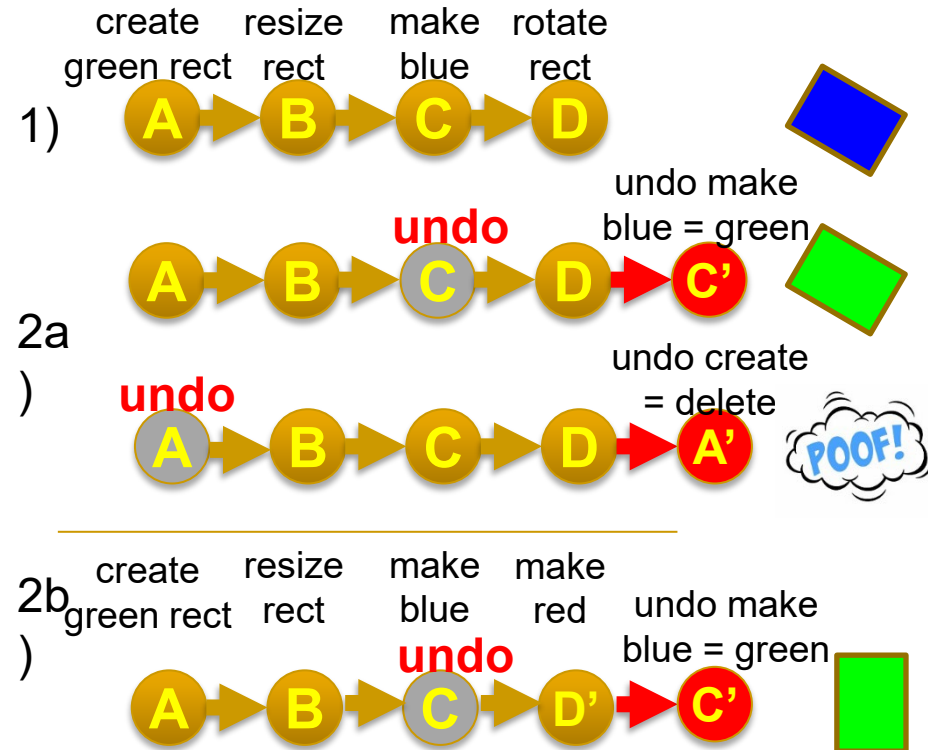 create resize make rotate
green rect rect blue rect
1) A B C D
undo make
undo blue = green
A B C D C’
2a
)
undo create
undo = delete
A B C D A’ POOF!
2b create resize make make
) green rect rect blue red undo make
undo blue = green
A B C D’ C’